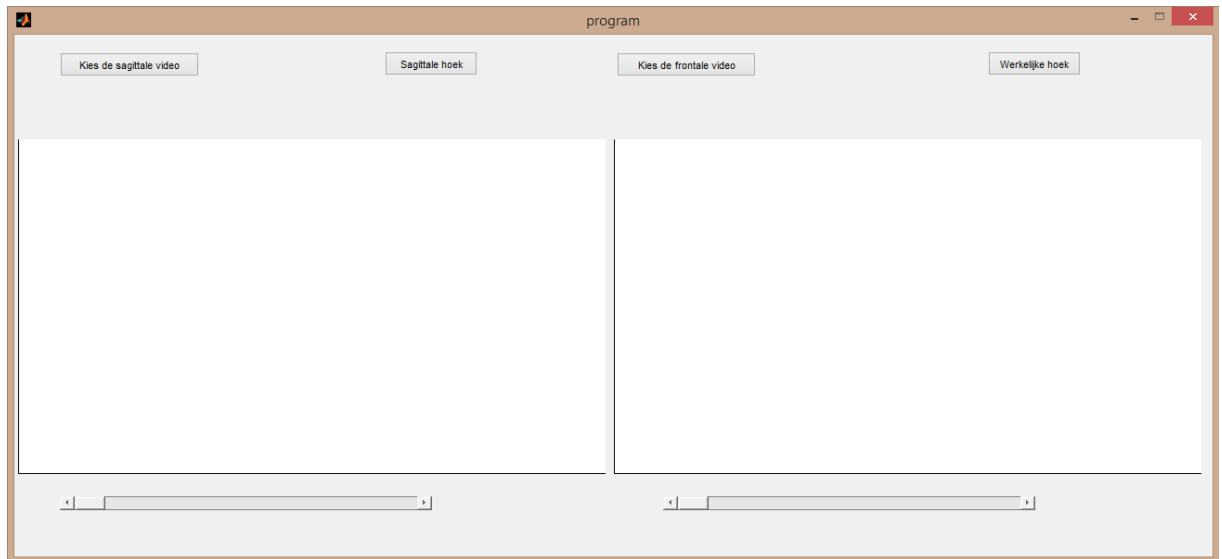 program
Kies de sagittale video
Sagittale hoek
Kies de frontale video
Werkelijke hoek